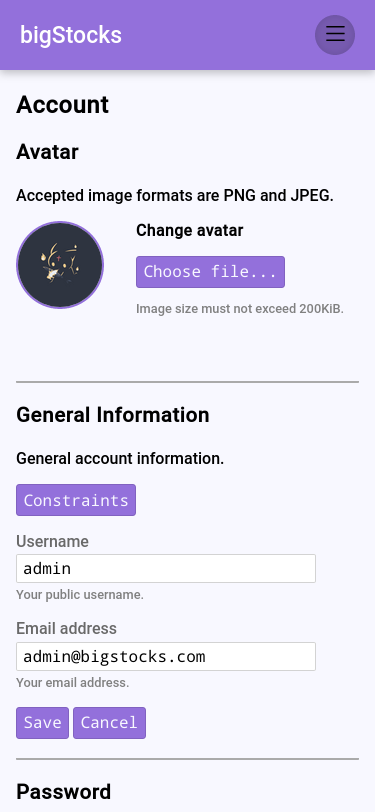 bigStocks
Account
Avatar
Accepted image formats are PNG and JPEG.
Change avatar
Choose file...
Image size must not exceed 200KiB.
General Information
General account information.
Constraints
Username
admin
Your public username.
Email address
admin@bigstocks.com
Your email address.
Save Cancel
Password